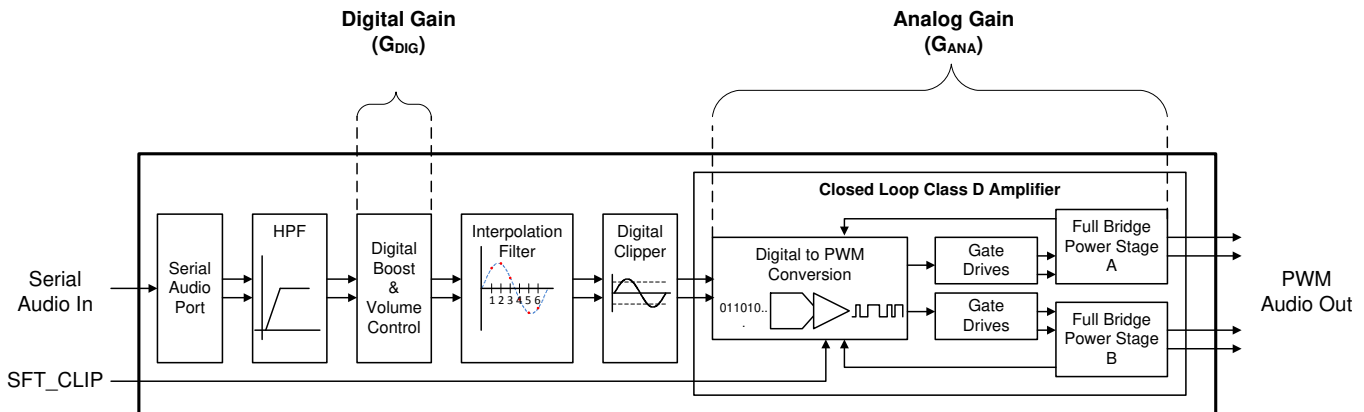 Digital Gain
(GDIG)
Analog Gain
(GANA)
Closed Loop Class D Amplifier
Serial
Audio In
Serial
Audio
Port
HPF
Digital
Boost
&
Volume
Control
Interpolation
Filter
1 2 3 4 5 6
Digital
Clipper
Digital to PWM
Conversion
011010..
.
Gate
Drives
Gate
Drives
Full Bridge
Power Stage
A
Full Bridge
Power Stage
B
PWM
Audio Out
SFT_CLIP